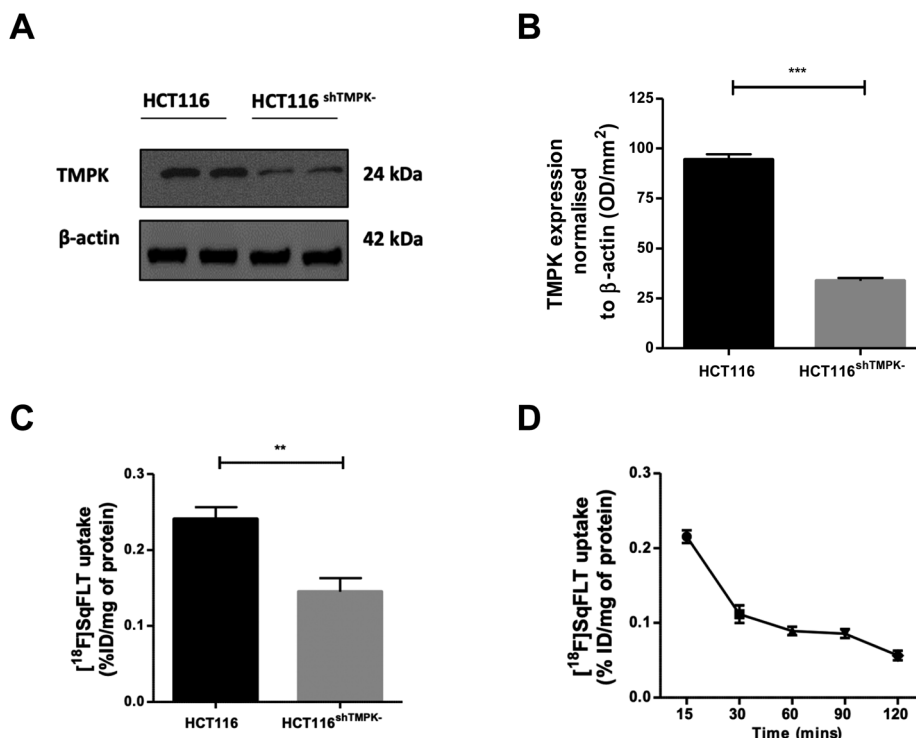 A
HCT116 HCT116 shTMPK-
TMPK 24 kDa
β-actin 42 kDa
B
***
TMPK expression
normalised
to β-actin (OD/mm²)
125
100
75
50
25
0
HCT116 HCT116shTMPK-
C
**
[¹⁸F]SqFLT uptake
(%ID/mg of protein)
0.3
0.2
0.1
0.0
HCT116 HCT116shTMPK-
D
[¹⁸F]SqFLT uptake
(% ID/mg of protein)
0.3
0.2
0.1
0.0
15 30 60 90 120
Time (mins)